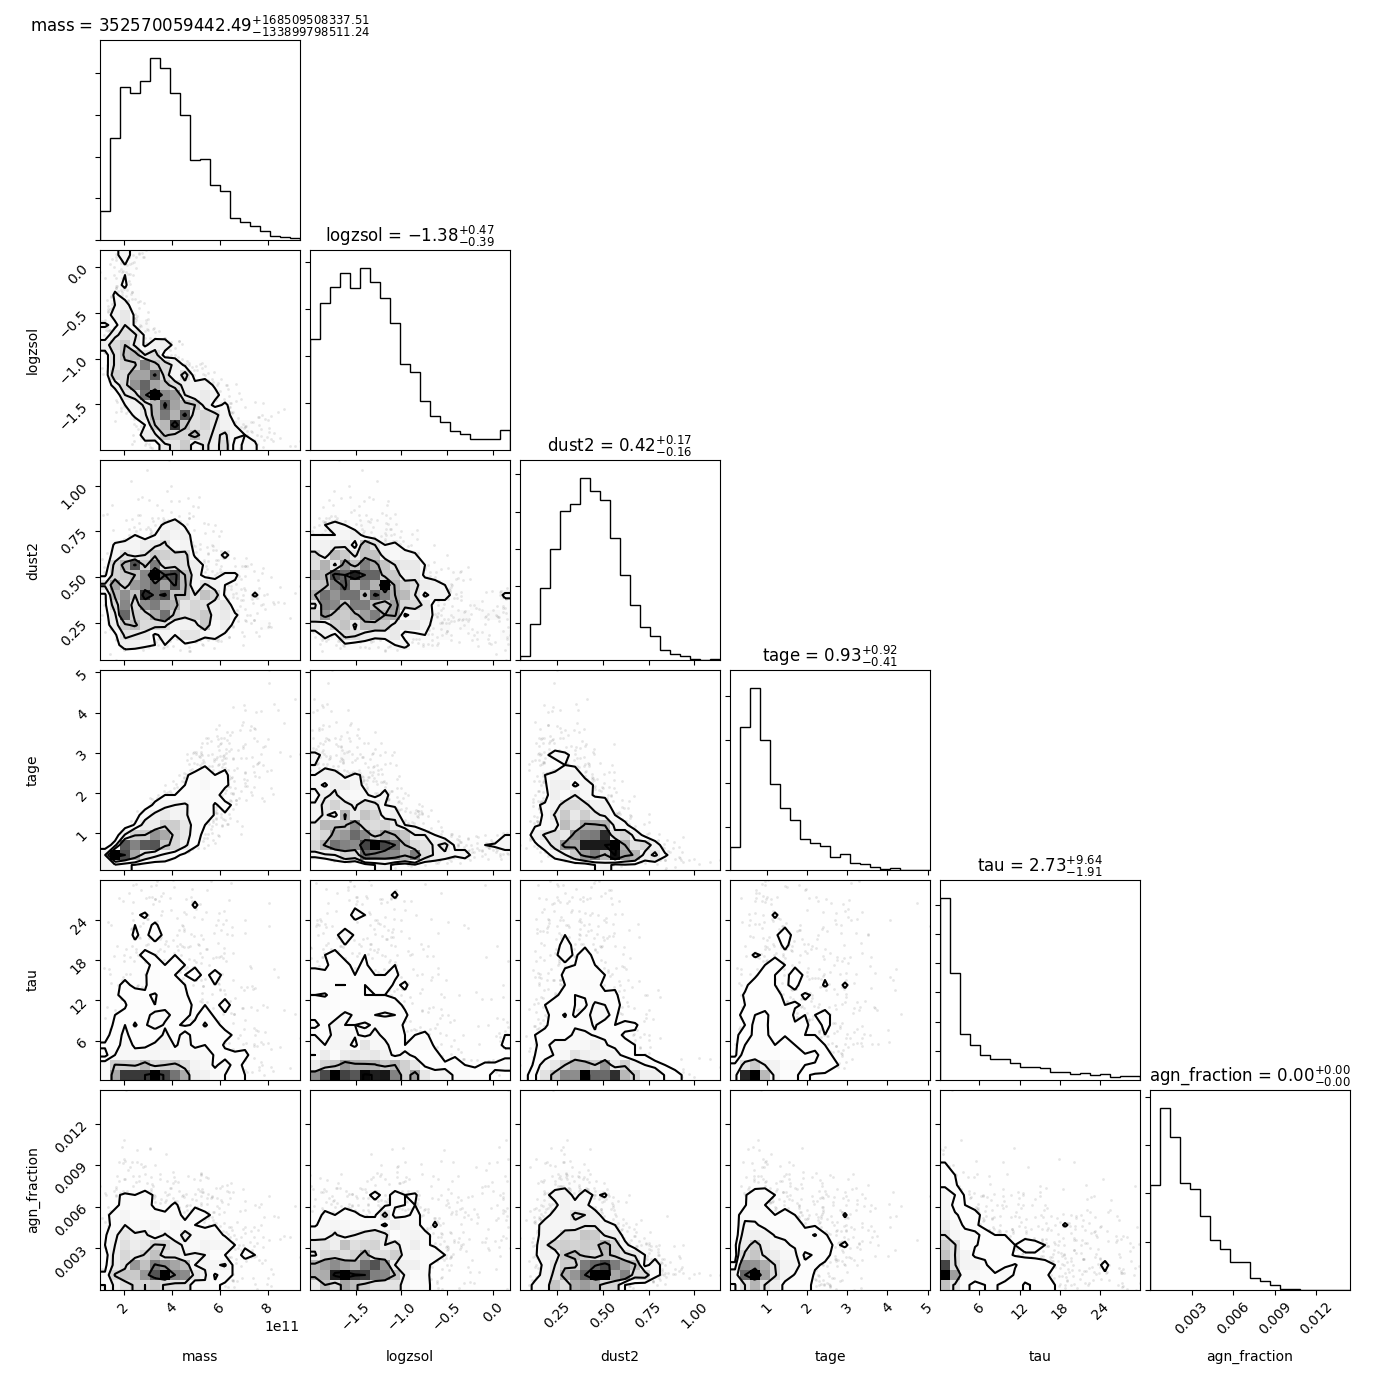 mass = 352570059442.49+168509508337.51−133899798511.24
logzsol = −1.38+0.47−0.39
0.0
−0.5
−1.0
−1.5
logzsol
dust2 = 0.42+0.17−0.16
1.00
0.75
0.50
0.25
dust2
tage = 0.93+0.92−0.41
5
4
3
2
1
tage
tau = 2.73+9.64−1.91
24
18
12
6
tau
agn_fraction = 0.00+0.00−0.00
0.012
0.009
0.006
0.003
agn_fraction
2 4 6 8 −1.5 −1.0 −0.5 0.0 0.25 0.50 0.75 1.00 1 2 3 4 5 6 12 18 24 0.003 0.006 0.009 0.012
1e11
mass logzsol dust2 tage tau agn_fraction